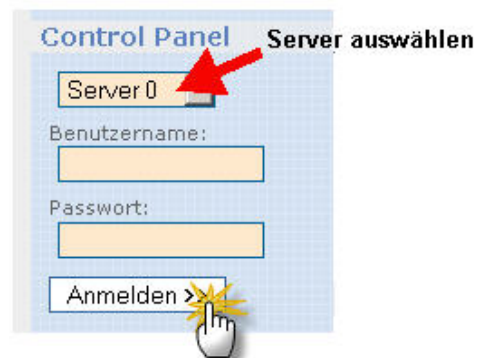 Control Panel
Server auswählen
Server 0
Benutzername:
Passwort:
Anmelden >>